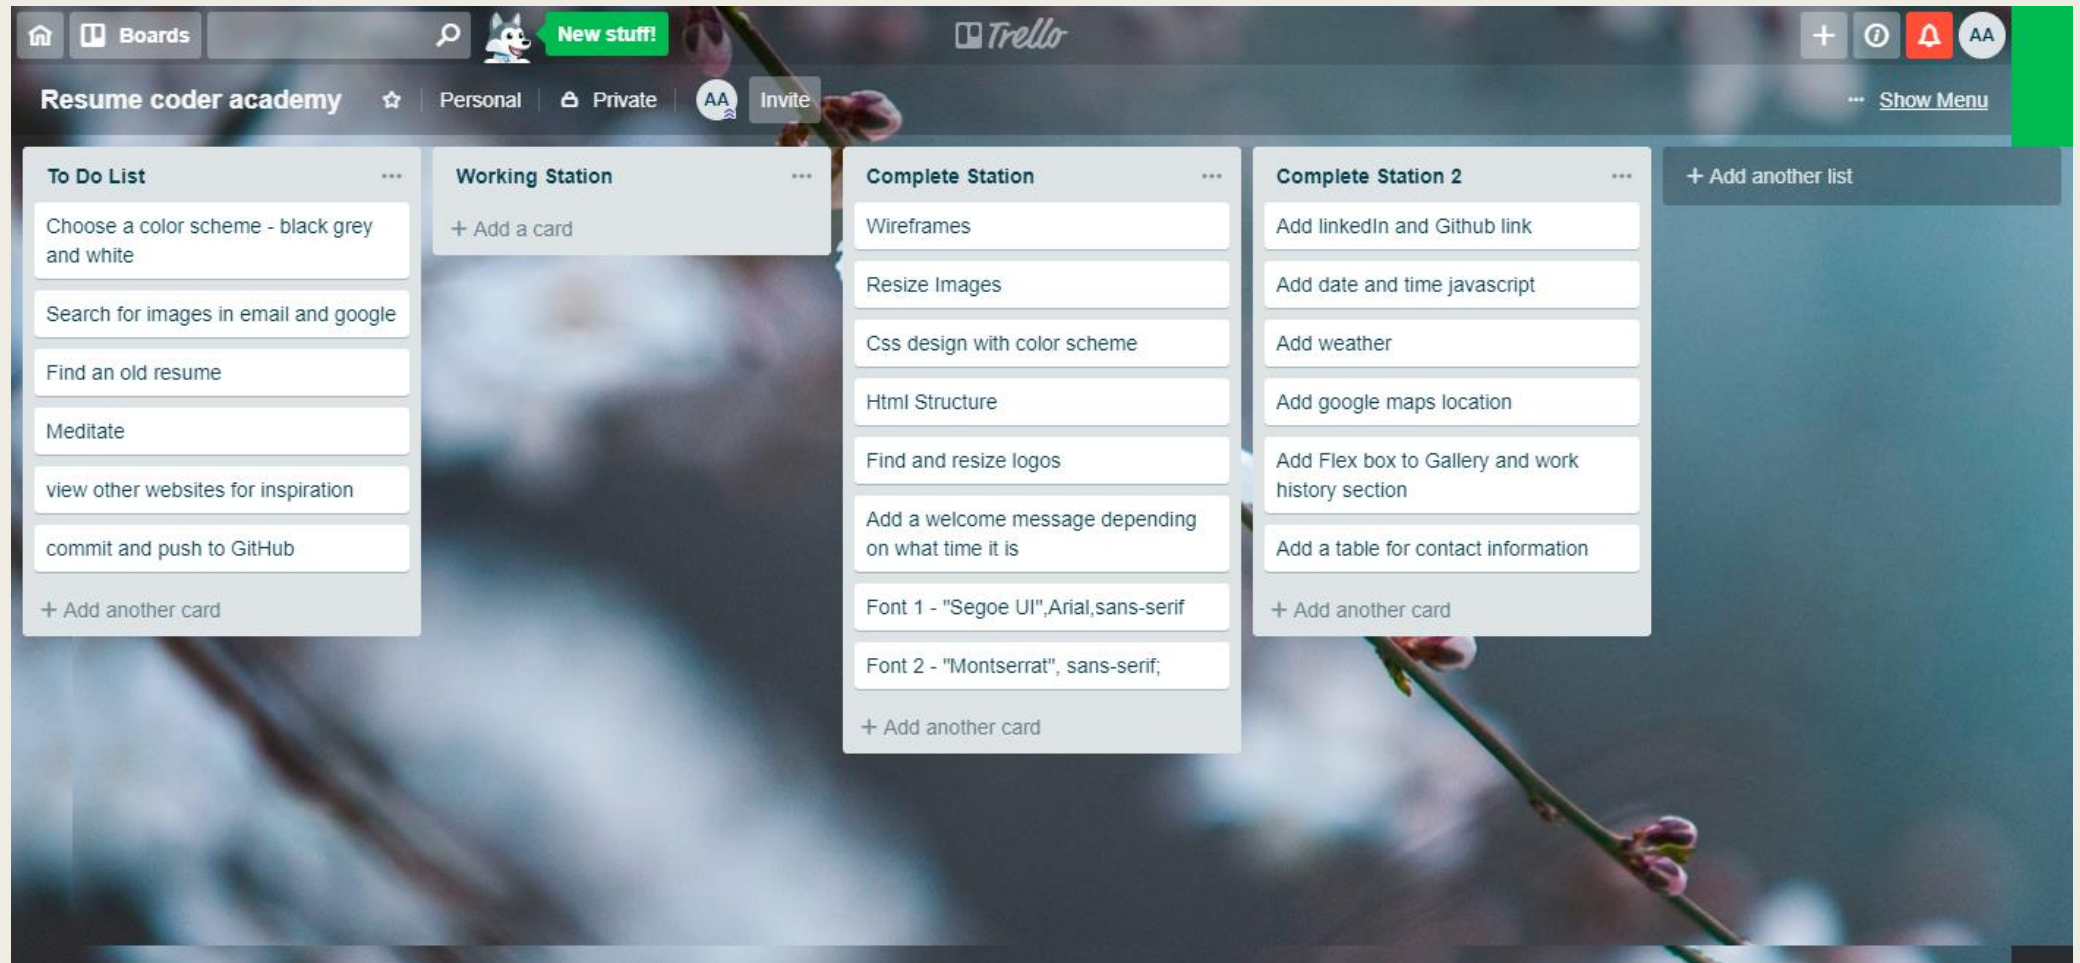 Boards
New stuff!
Trello
AA
Resume coder academy
Personal
Private
AA
Invite
... Show Menu
To Do List
Choose a color scheme - black grey
and white
Search for images in email and google
Find an old resume
Meditate
view other websites for inspiration
commit and push to GitHub
+ Add another card
Working Station
+ Add a card
Complete Station
Wireframes
Resize Images
Css design with color scheme
Html Structure
Find and resize logos
Add a welcome message depending
on what time it is
Font 1 - "Segoe UI",Arial,sans-serif
Font 2 - "Montserrat", sans-serif;
+ Add another card
Complete Station 2
Add linkedIn and Github link
Add date and time javascript
Add weather
Add google maps location
Add Flex box to Gallery and work
history section
Add a table for contact information
+ Add another card
+ Add another list